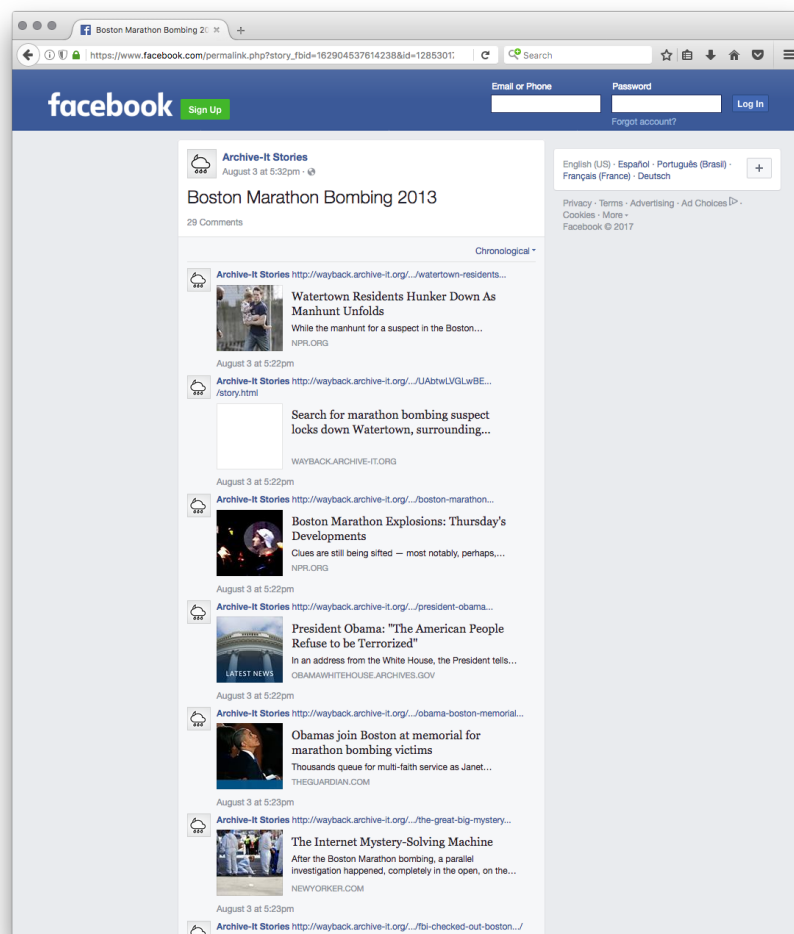 Boston Marathon Bombing 20
https://www.facebook.com/permalink.php?story_fbid=162904537614238&id=12853017
Search
facebook
Sign Up
Email or Phone
Password
Log In
Forgot account?
Archive-It Stories
August 3 at 5:32pm ·
Boston Marathon Bombing 2013
29 Comments
English (US) · Español · Português (Brasil) ·
Français (France) · Deutsch
Privacy · Terms · Advertising · Ad Choices ·
Cookies · More
Facebook © 2017
Chronological
Archive-It Stories http://wayback.archive-it.org/.../watertown-residents...
Watertown Residents Hunker Down As
Manhunt Unfolds
While the manhunt for a suspect in the Boston…
NPR.ORG
August 3 at 5:22pm
Archive-It Stories http://wayback.archive-it.org/.../UAbtwLVGLwBE...
/story.html
Search for marathon bombing suspect
locks down Watertown, surrounding...
WAYBACK.ARCHIVE-IT.ORG
August 3 at 5:22pm
Archive-It Stories http://wayback.archive-it.org/.../boston-marathon...
Boston Marathon Explosions: Thursday's
Developments
Clues are still being sifted — most notably, perhaps,…
NPR.ORG
August 3 at 5:22pm
Archive-It Stories http://wayback.archive-it.org/.../president-obama...
President Obama: "The American People
Refuse to be Terrorized"
In an address from the White House, the President tells…
LATEST NEWS
OBAMAWHITEHOUSE.ARCHIVES.GOV
August 3 at 5:22pm
Archive-It Stories http://wayback.archive-it.org/.../obama-boston-memorial...
Obamas join Boston at memorial for
marathon bombing victims
Thousands queue for multi-faith service as Janet…
THEGUARDIAN.COM
August 3 at 5:23pm
Archive-It Stories http://wayback.archive-it.org/.../the-great-big-mystery...
The Internet Mystery-Solving Machine
After the Boston Marathon bombing, a parallel
investigation happened, completely in the open, on the…
NEWYORKER.COM
August 3 at 5:23pm
Archive-It Stories http://wayback.archive-it.org/.../fbi-checked-out-boston.../